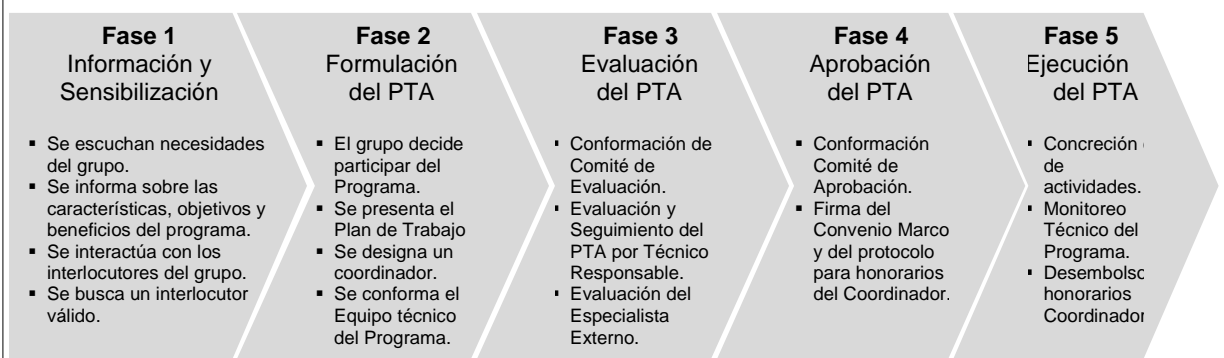 Fase 1
Información y
Sensibilización
▪ Se escuchan necesidades
del grupo.
▪ Se informa sobre las
características, objetivos y
beneficios del programa.
▪ Se interactúa con los
interlocutores del grupo.
▪ Se busca un interlocutor
válido.
Fase 2
Formulación
del PTA
▪ El grupo decide
participar del
Programa.
▪ Se presenta el
Plan de Trabajo
▪ Se designa un
coordinador.
▪ Se conforma el
Equipo técnico
del Programa.
Fase 3
Evaluación
del PTA
▪ Conformación de
Comité de
Evaluación.
▪ Evaluación y
Seguimiento del
PTA por Técnico
Responsable.
▪ Evaluación del
Especialista
Externo.
Fase 4
Aprobación
del PTA
▪ Conformación
Comité de
Aprobación.
▪ Firma del
Convenio Marco
y del protocolo
para honorarios
del Coordinador.
Fase 5
Ejecución
del PTA
▪ Concreción
de
actividades.
▪ Monitoreo
Técnico del
Programa.
▪ Desembolso
honorarios
Coordinador